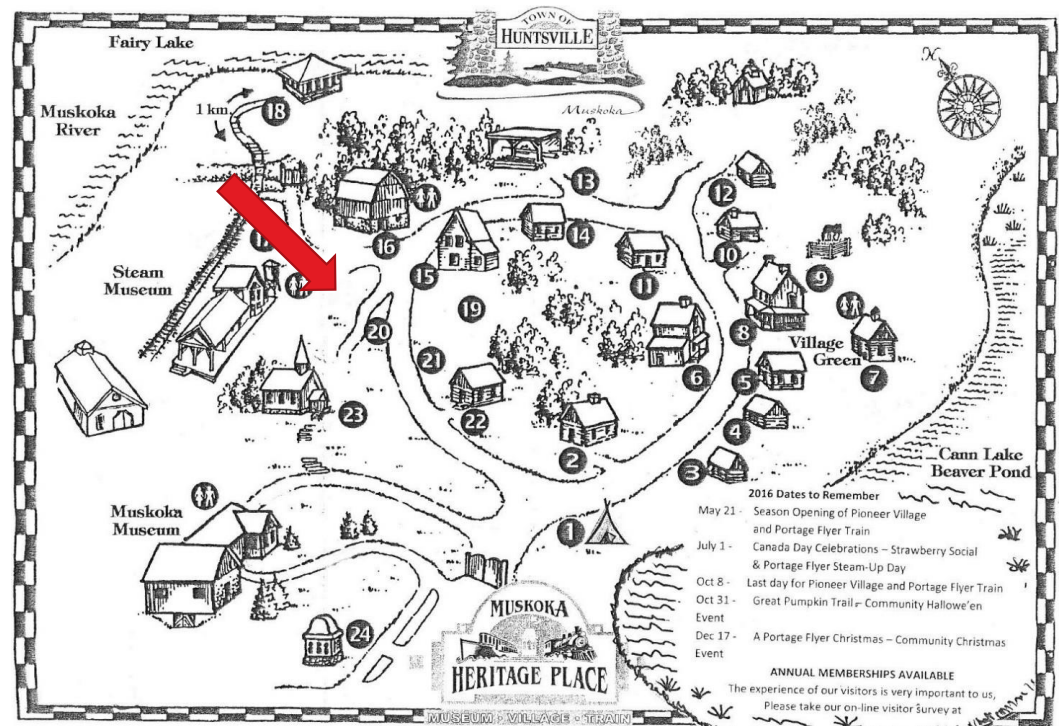 TOWN OF
HUNTSVILLE
Muskoka
Fairy Lake
N
Muskoka
River
1 km
18
13
12
16
14
10
9
Steam
Museum
15
11
19
8
Village
Green
20
21
6
5
7
23
22
4
2
3
Cann Lake
Beaver Pond
Muskoka
Museum
1
24
MUSKOKA
HERITAGE PLACE
MUSEUM • VILLAGE • TRAIN
2016 Dates to Remember
May 21 - Season Opening of Pioneer Village
and Portage Flyer Train
July 1 - Canada Day Celebrations – Strawberry Social
& Portage Flyer Steam-Up Day
Oct 8 - Last day for Pioneer Village and Portage Flyer Train
Oct 31 - Great Pumpkin Trail – Community Hallowe'en
Event
Dec 17 - A Portage Flyer Christmas – Community Christmas
Event
ANNUAL MEMBERSHIPS AVAILABLE
The experience of our visitors is very important to us,
Please take our on-line visitor survey at